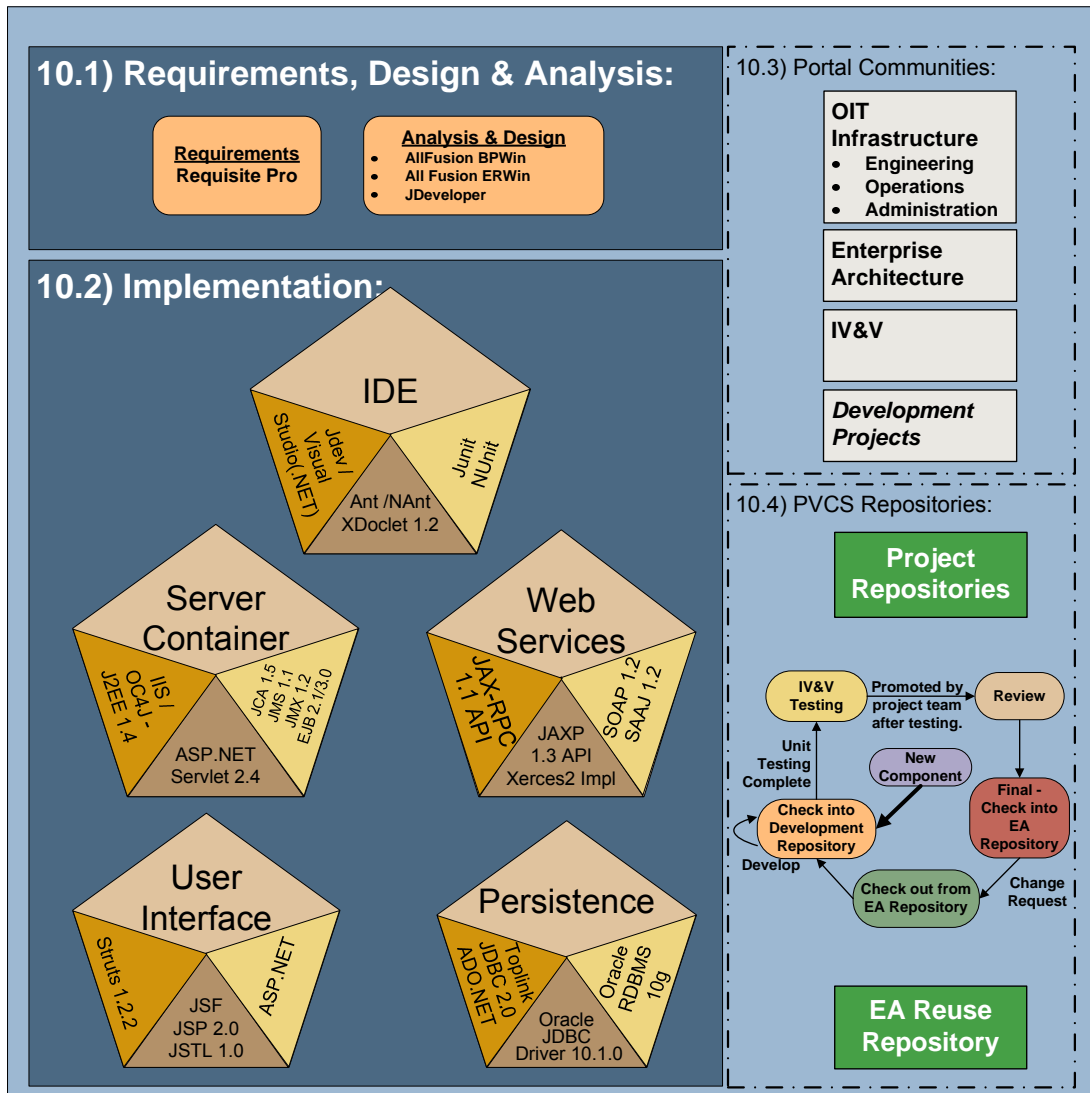 10.1) Requirements, Design & Analysis:
Requirements
Requisite Pro
Analysis & Design
• AllFusion BPWin
• All Fusion ERWin
• JDeveloper
10.2) Implementation:
IDE
Jdev /
Visual
Studio(.NET)
Ant /NAnt
XDoclet 1.2
Junit
NUnit
Server
Container
IIS /
OC4J -
J2EE 1.4
ASP.NET
Servlet 2.4
JCA 1.5
JMS 1.1
JMX 1.2
EJB 2.1/3.0
Web
Services
JAX-RPC
1.1 API
JAXP
1.3 API
Xerces2 Impl
SOAP 1.2
SAAJ 1.2
User
Interface
Struts 1.2.2
JSF
JSP 2.0
JSTL 1.0
ASP.NET
Persistence
Toplink
JDBC 2.0
ADO.NET
Oracle
JDBC
Driver 10.1.0
Oracle
RDBMS
10g
10.3) Portal Communities:
OIT
Infrastructure
• Engineering
• Operations
• Administration
Enterprise
Architecture
IV&V
Development
Projects
10.4) PVCS Repositories:
Project
Repositories
IV&V
Testing
Promoted by
project team
after testing.
Review
Unit
Testing
Complete
New
Component
Check into
Development
Repository
Final -
Check into
EA
Repository
Develop
Check out from
EA Repository
Change
Request
EA Reuse
Repository